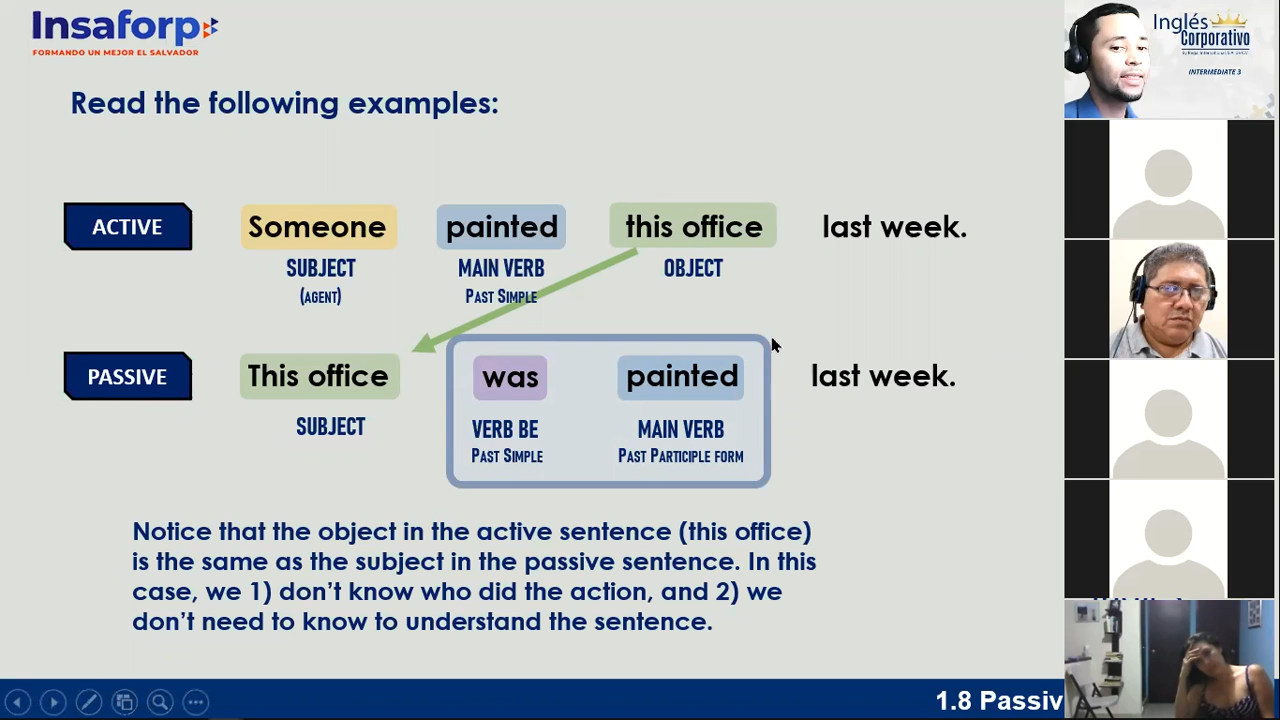 Insaforp
FORMANDO UN MEJOR EL SALVADOR
Inglés
Corporativo
INTERMEDIATE 3
Read the following examples:
ACTIVE Someone painted this office last week.
SUBJECT MAIN VERB OBJECT
(AGENT) PAST SIMPLE
PASSIVE This office was painted last week.
SUBJECT VERB BE MAIN VERB
PAST SIMPLE PAST PARTICIPLE FORM
Notice that the object in the active sentence (this office)
is the same as the subject in the passive sentence. In this
case, we 1) don't know who did the action, and 2) we
don't need to know to understand the sentence.
1.8 Passiv